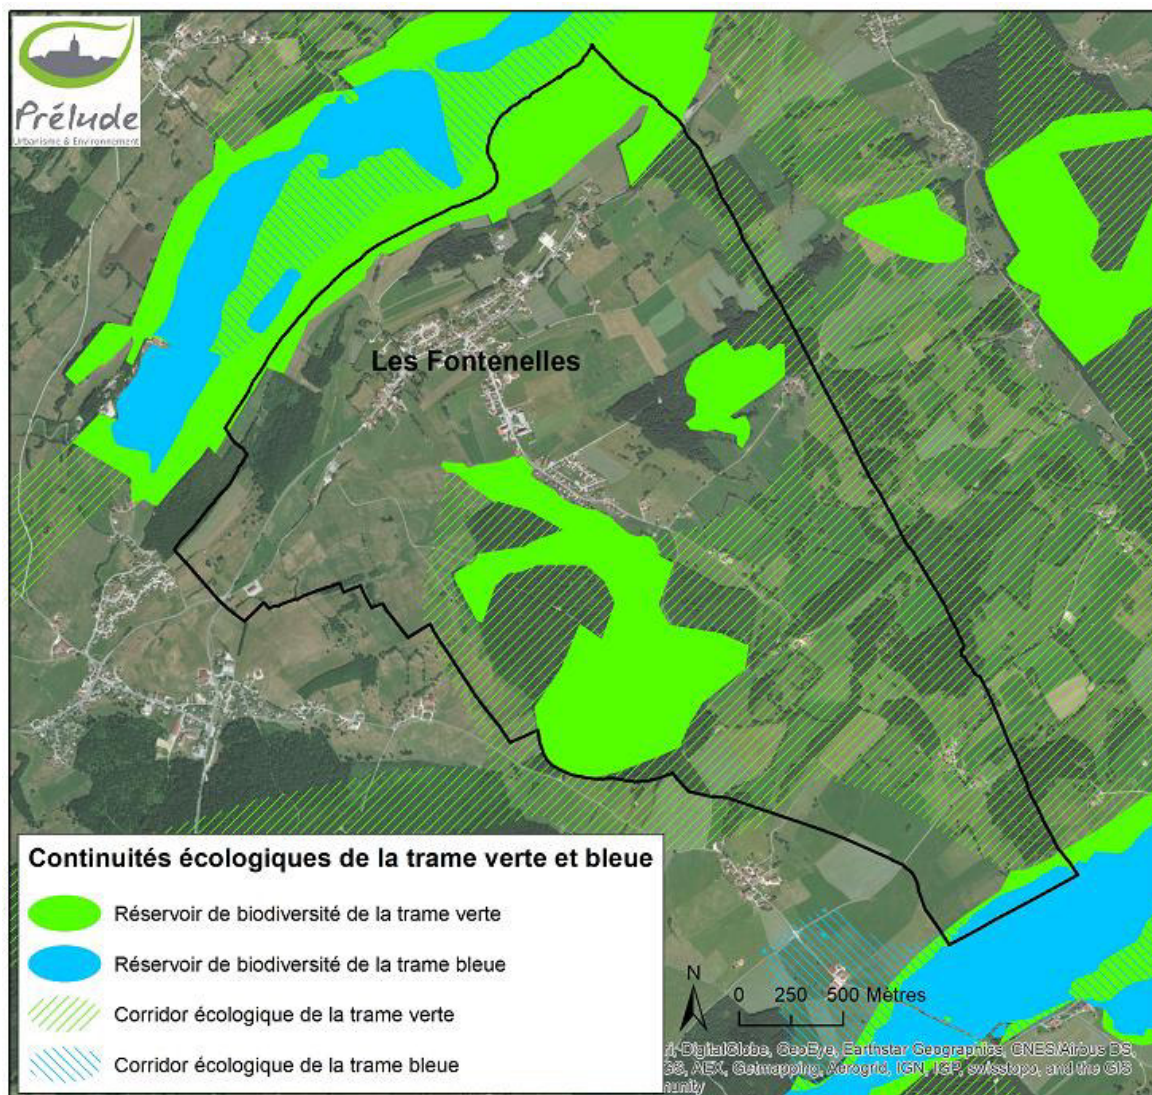 Prélude
Urbanisme & Environnement
Les Fontenelles
Continuités écologiques de la trame verte et bleue
Réservoir de biodiversité de la trame verte
Réservoir de biodiversité de la trame bleue
Corridor écologique de la trame verte
Corridor écologique de la trame bleue
N
0 250 500 Mètres
DigitalGlobe, GeoEye, Earthstar Geographics, CNES/Airbus DS,
AEX, Getmapping, Aerogrid, IGN, IGP, swisstopo, and the GIS